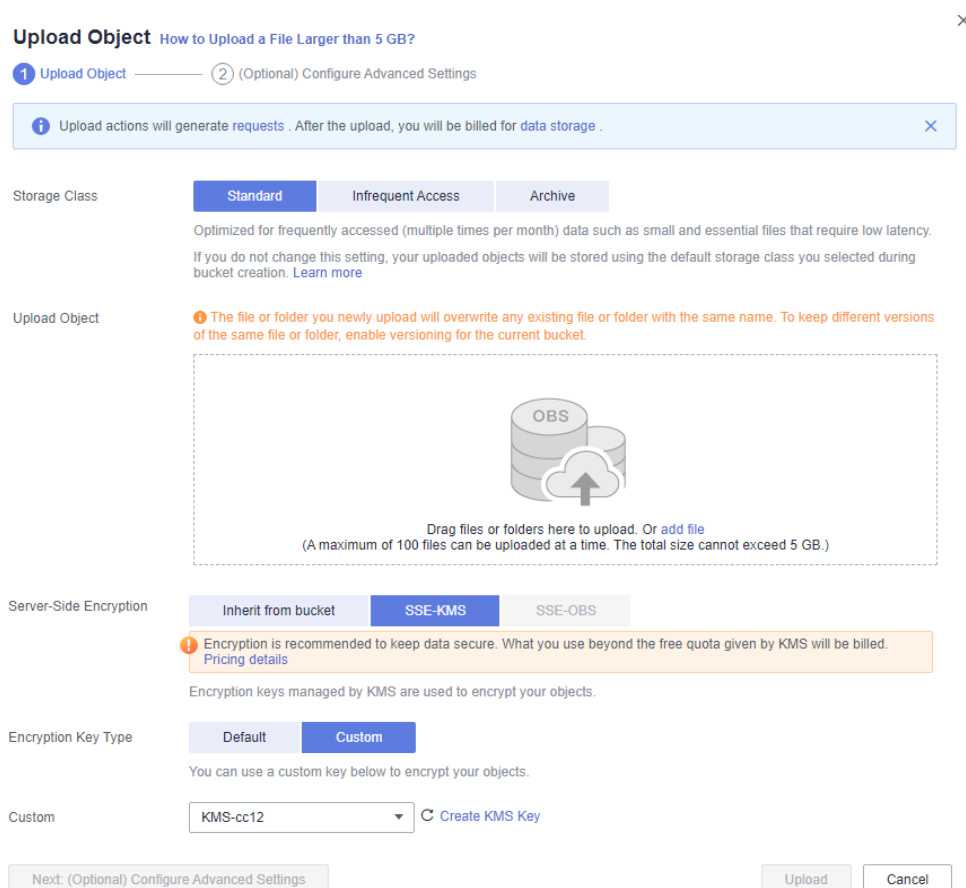 Upload Object How to Upload a File Larger than 5 GB?
1 Upload Object 2 (Optional) Configure Advanced Settings
Upload actions will generate requests . After the upload, you will be billed for data storage .
Storage Class Standard Infrequent Access Archive
Optimized for frequently accessed (multiple times per month) data such as small and essential files that require low latency.
If you do not change this setting, your uploaded objects will be stored using the default storage class you selected during
bucket creation. Learn more
Upload Object The file or folder you newly upload will overwrite any existing file or folder with the same name. To keep different versions
of the same file or folder, enable versioning for the current bucket.
OBS
Drag files or folders here to upload. Or add file
(A maximum of 100 files can be uploaded at a time. The total size cannot exceed 5 GB.)
Server-Side Encryption Inherit from bucket SSE-KMS SSE-OBS
Encryption is recommended to keep data secure. What you use beyond the free quota given by KMS will be billed.
Pricing details
Encryption keys managed by KMS are used to encrypt your objects.
Encryption Key Type Default Custom
You can use a custom key below to encrypt your objects.
Custom KMS-cc12 Create KMS Key
Next: (Optional) Configure Advanced Settings Upload Cancel